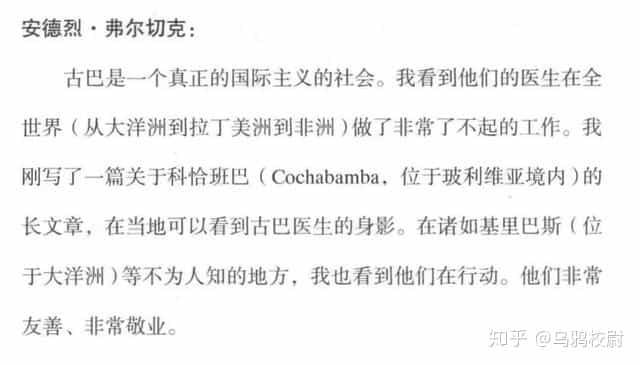 安德烈·弗尔切克：
古巴是一个真正的国际主义的社会。我看到他们的医生在全
世界（从大洋洲到拉丁美洲到非洲）做了非常了不起的工作。我
刚写了一篇关于科恰班巴（Cochabamba，位于玻利维亚境内）的
长文章，在当地可以看到古巴医生的身影。在诸如基里巴斯（位
于大洋洲）等不为人知的地方，我也看到他们在行动。他们非常
友善、非常敬业。
知乎 @乌鸦校尉